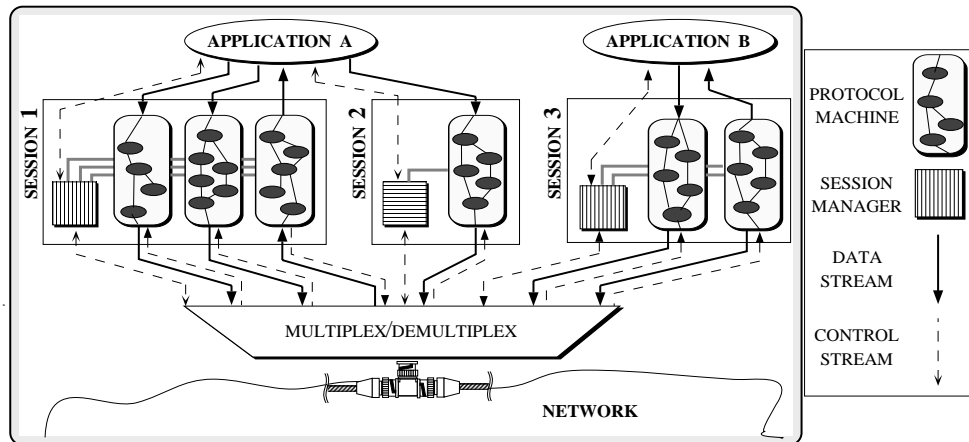 APPLICATION A
APPLICATION B
SESSION 1
SESSION 2
SESSION 3
MULTIPLEX/DEMULTIPLEX
NETWORK
PROTOCOL
MACHINE
SESSION
MANAGER
DATA
STREAM
CONTROL
STREAM